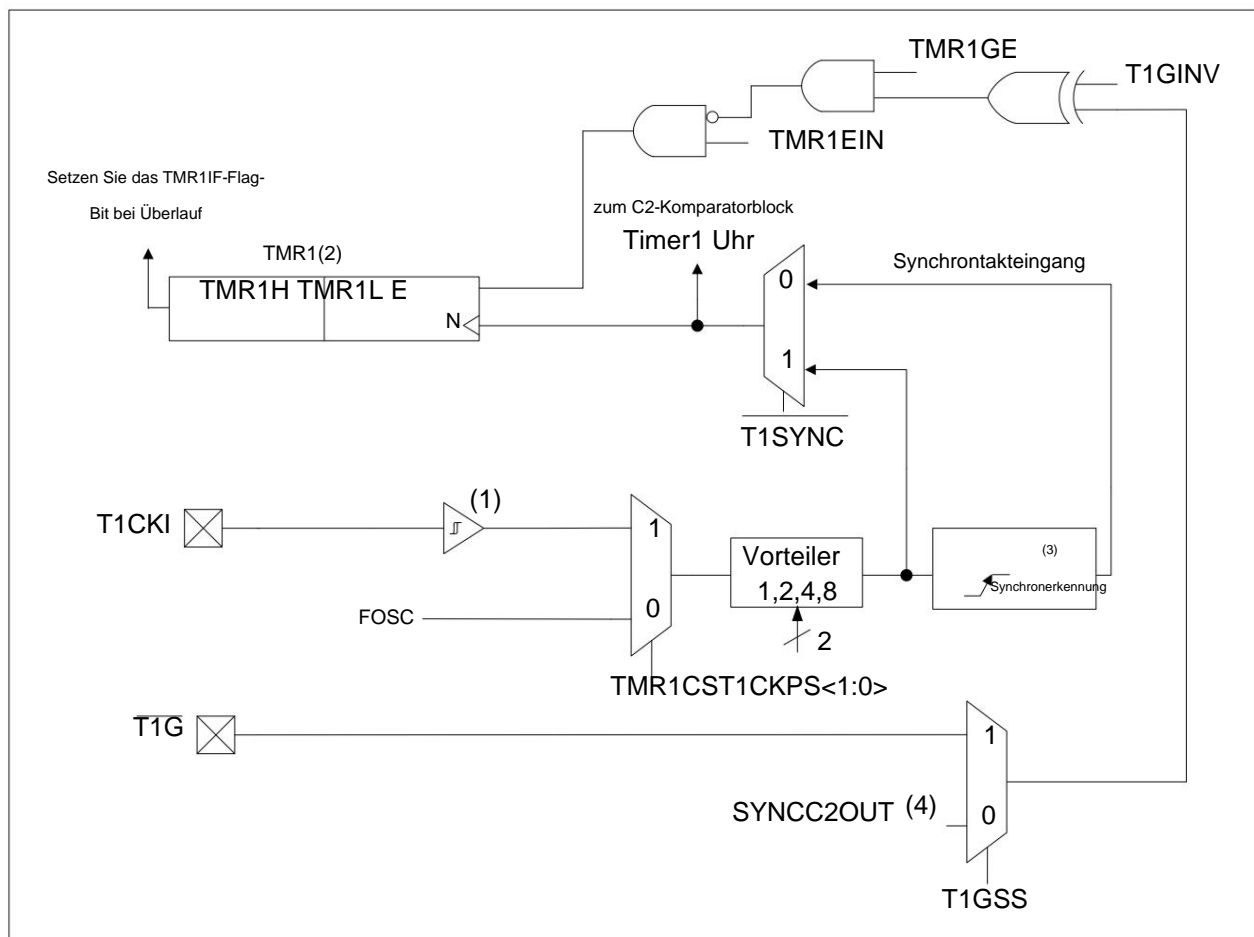 TMR1GE
T1GINV
TMR1EIN
Setzen Sie das TMR1IF-Flag-
Bit bei Überlauf
zum C2-Komparatorblock
Timer1 Uhr
TMR1(2)
TMR1H TMR1L E
N
0
1
Synchrontakteingang
T1SYNC
T1CKI
(1)
1
0
FOSC
Vorteiler
1,2,4,8
2
(3)
Synchronerkennung
TMR1CST1CKPS<1:0>
T1G
1
SYNCC2OUT (4)
0
T1GSS